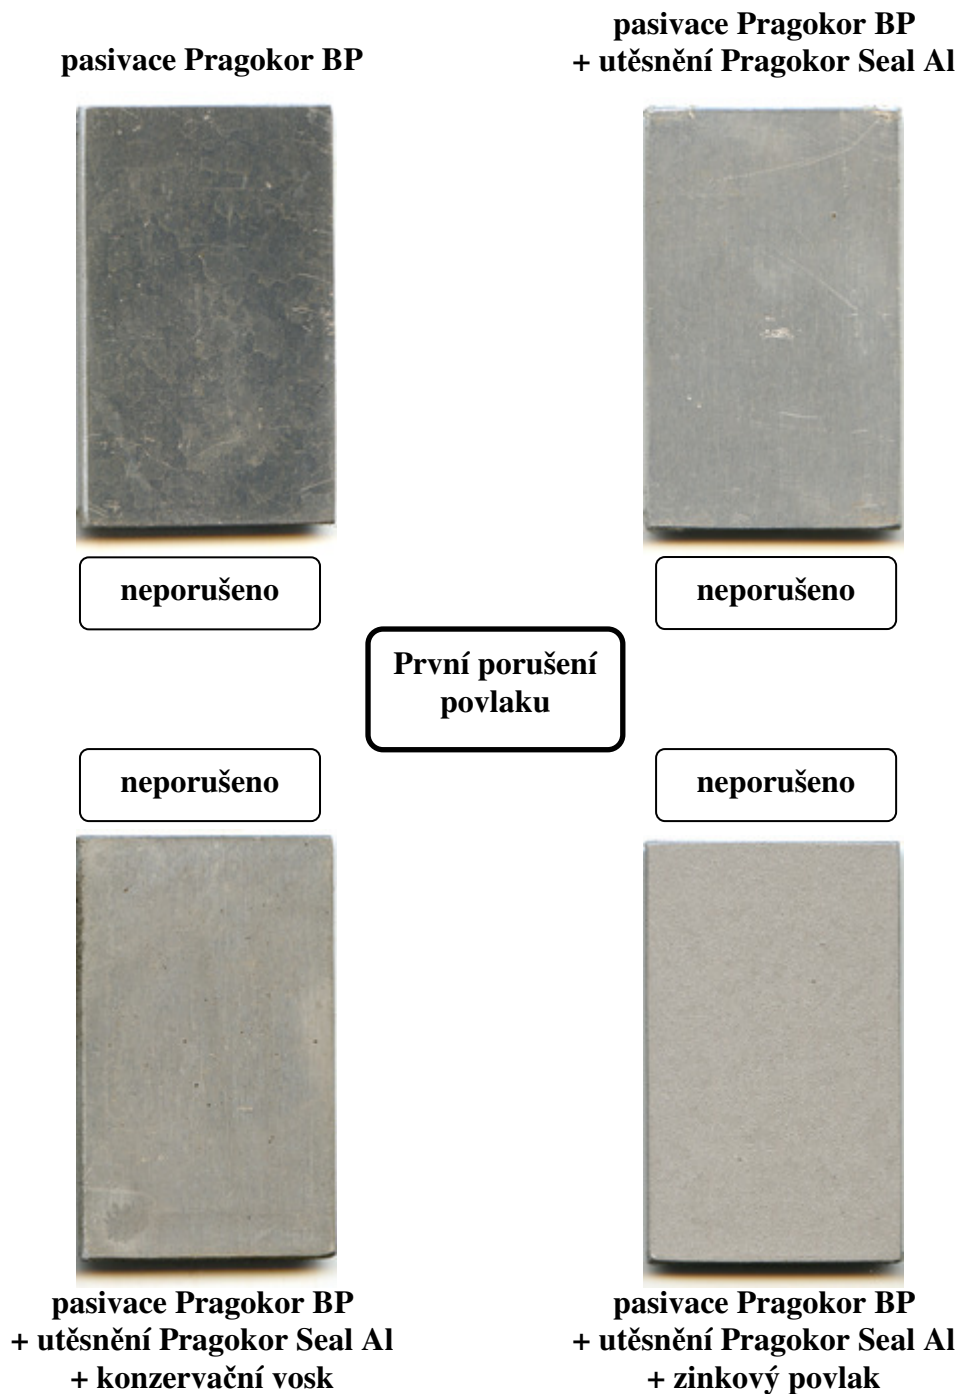 pasivace Pragokor BP
pasivace Pragokor BP
+ utěsnění Pragokor Seal Al
neporušeno
neporušeno
První porušení
povlaku
neporušeno
neporušeno
pasivace Pragokor BP
+ utěsnění Pragokor Seal Al
+ konzervační vosk
pasivace Pragokor BP
+ utěsnění Pragokor Seal Al
+ zinkový povlak